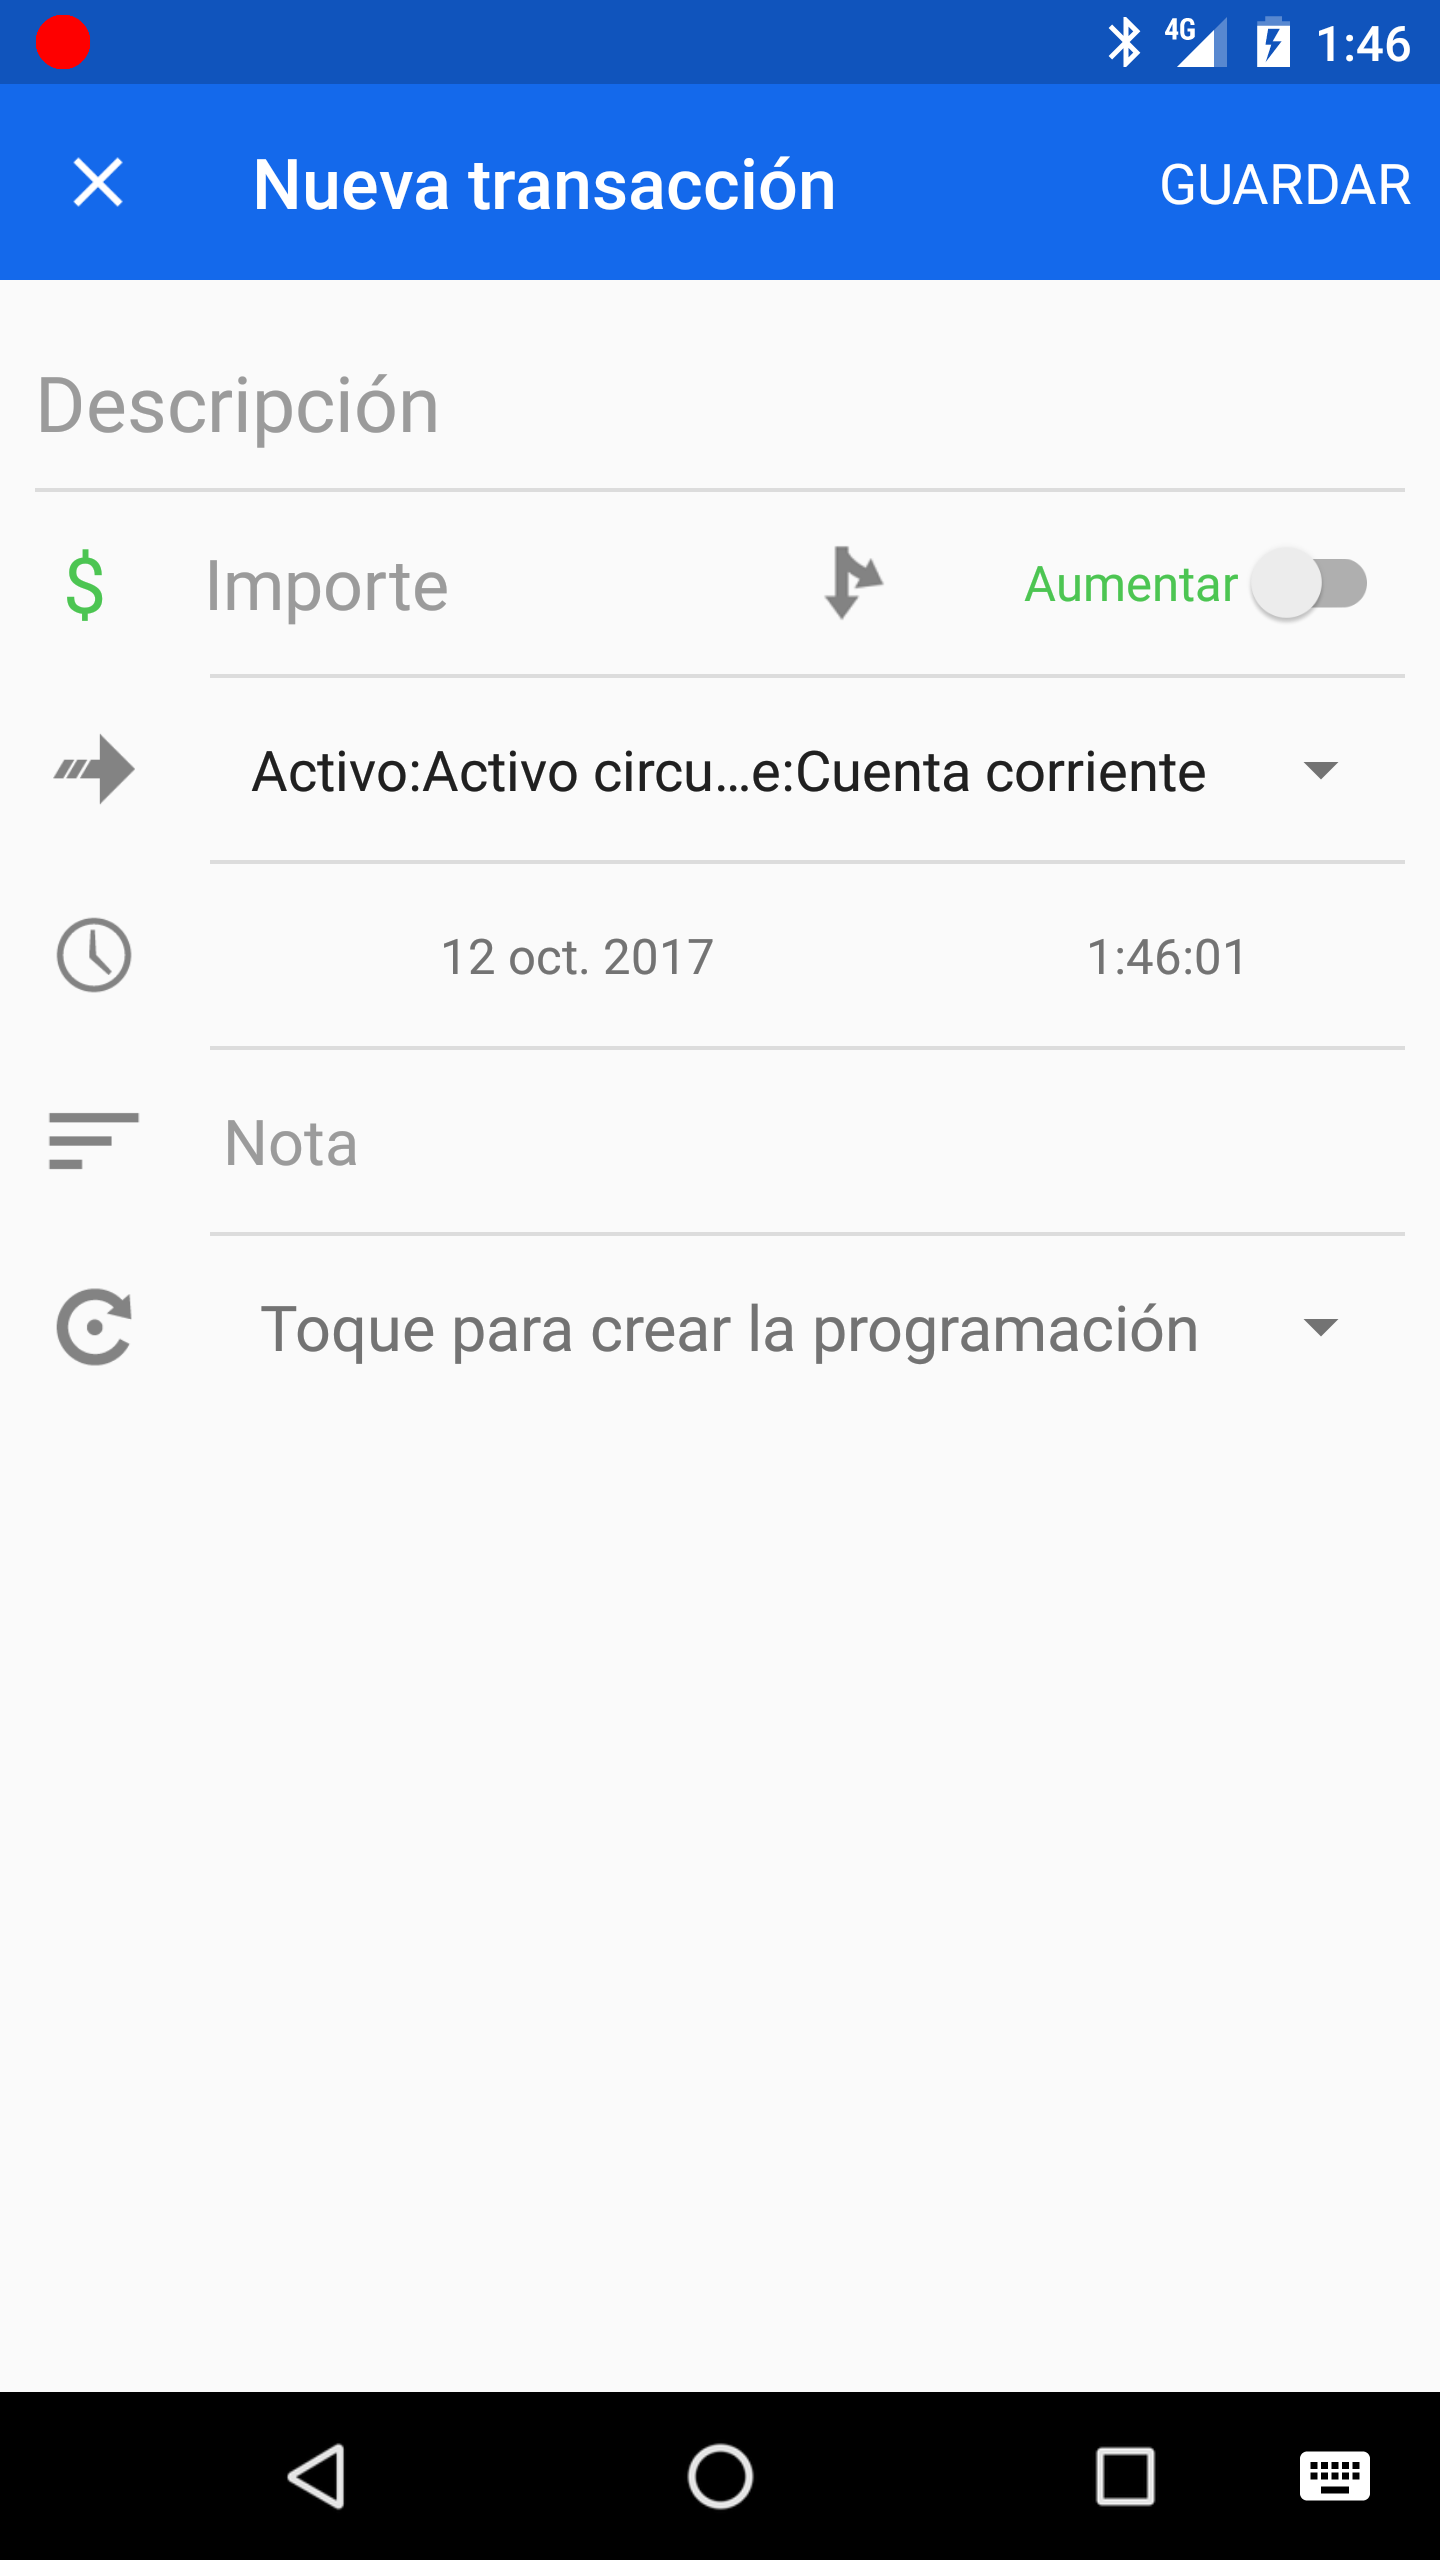 4G 1:46
Nueva transacción GUARDAR
Descripción
$ Importe Aumentar
Activo:Activo circu...e:Cuenta corriente
12 oct. 2017 1:46:01
Nota
Toque para crear la programación